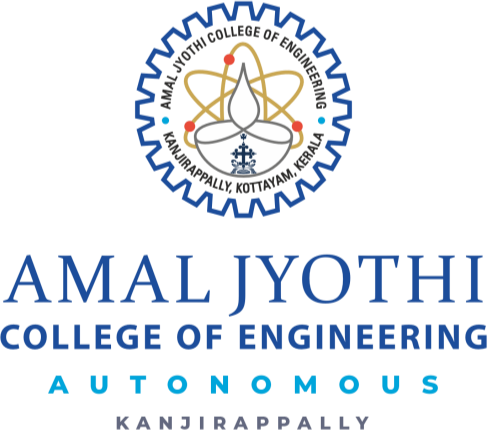 AMAL JYOTHI COLLEGE OF ENGINEERING
KANJIRAPPALLY, KOTTAYAM, KERALA
AMAL JYOTHI
COLLEGE OF ENGINEERING
AUTONOMOUS
KANJIRAPPALLY